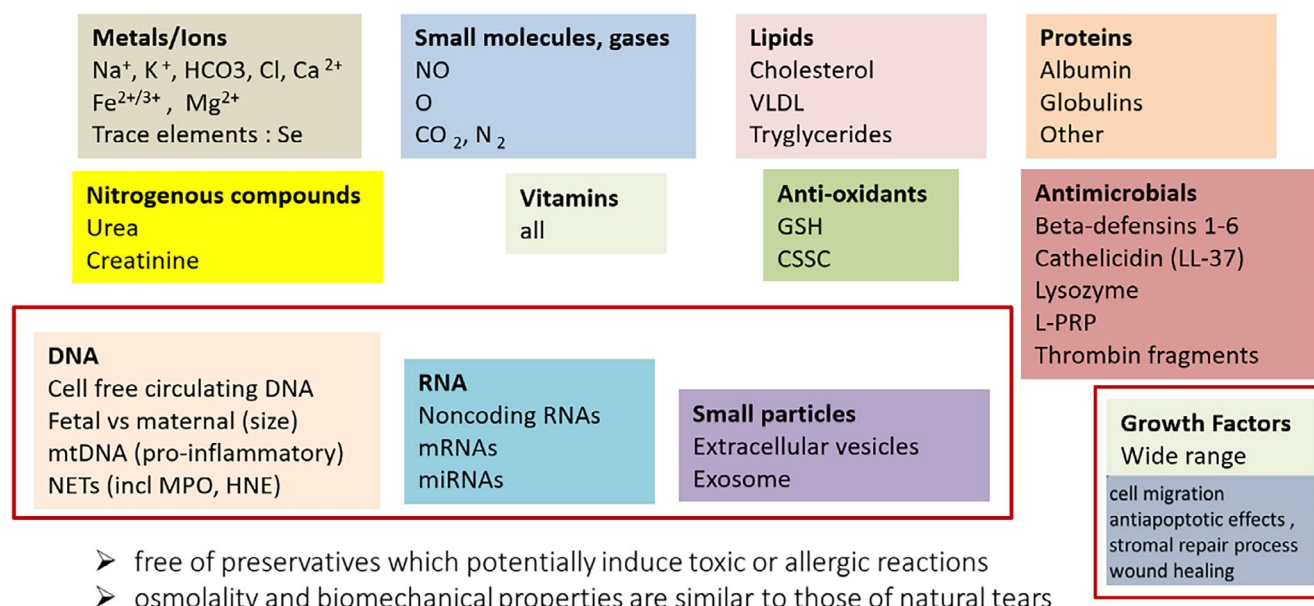 Metals/Ions
Na⁺, K⁺, HCO3, Cl, Ca²⁺
Fe²⁺/³⁺ , Mg²⁺
Trace elements : Se
Small molecules, gases
NO
O
CO₂, N₂
Lipids
Cholesterol
VLDL
Tryglycerides
Proteins
Albumin
Globulins
Other
Nitrogenous compounds
Urea
Creatinine
Vitamins
all
Anti-oxidants
GSH
CSSC
Antimicrobials
Beta-defensins 1-6
Cathelicidin (LL-37)
Lysozyme
L-PRP
Thrombin fragments
DNA
Cell free circulating DNA
Fetal vs maternal (size)
mtDNA (pro-inflammatory)
NETs (incl MPO, HNE)
RNA
Noncoding RNAs
mRNAs
miRNAs
Small particles
Extracellular vesicles
Exosome
Growth Factors
Wide range
cell migration
antiapoptotic effects ,
stromal repair process
wound healing
➢ free of preservatives which potentially induce toxic or allergic reactions
➢ osmolality and biomechanical properties are similar to those of natural tears